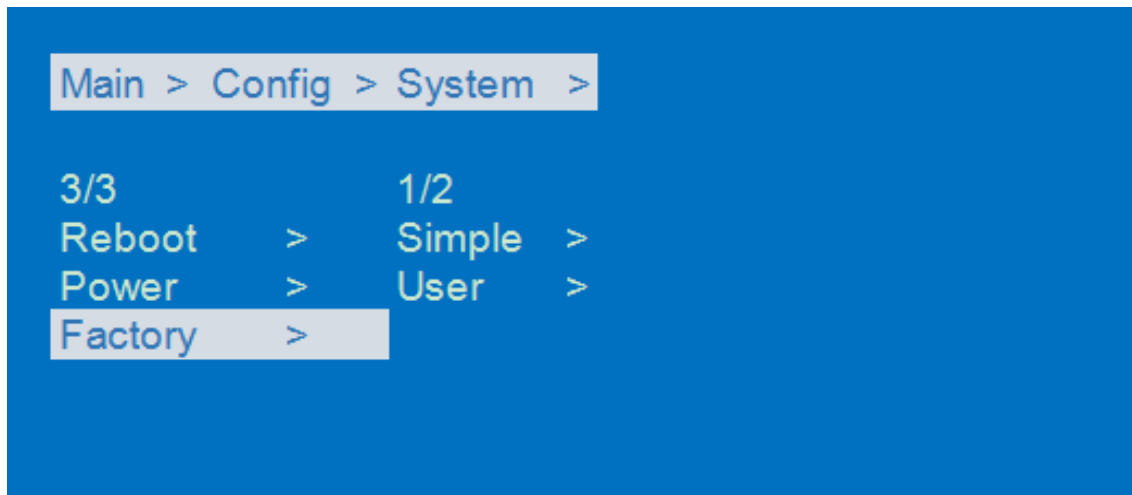 Main > Config > System >
3/3 1/2
Reboot > Simple >
Power > User >
Factory >